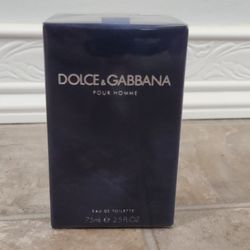 DOLCE & GABBANA
POUR HOMME
EAU DE TOILETTE
75ml ℮ 2.5 FL.OZ.